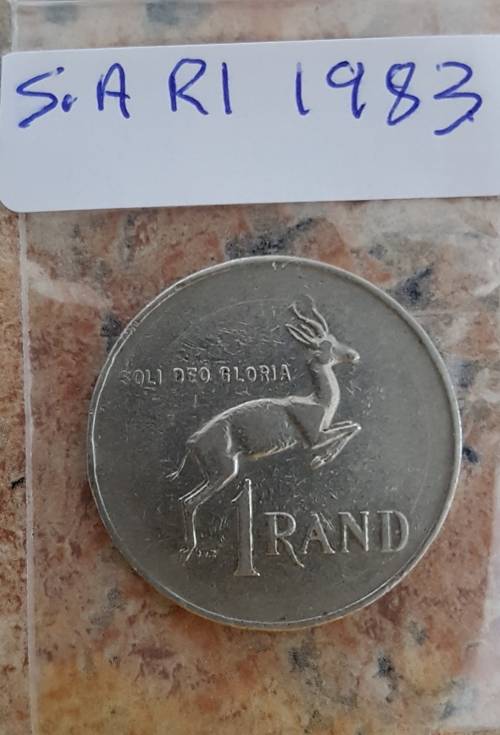 S.A R1 1983
SOLI DEO GLORIA
1 RAND